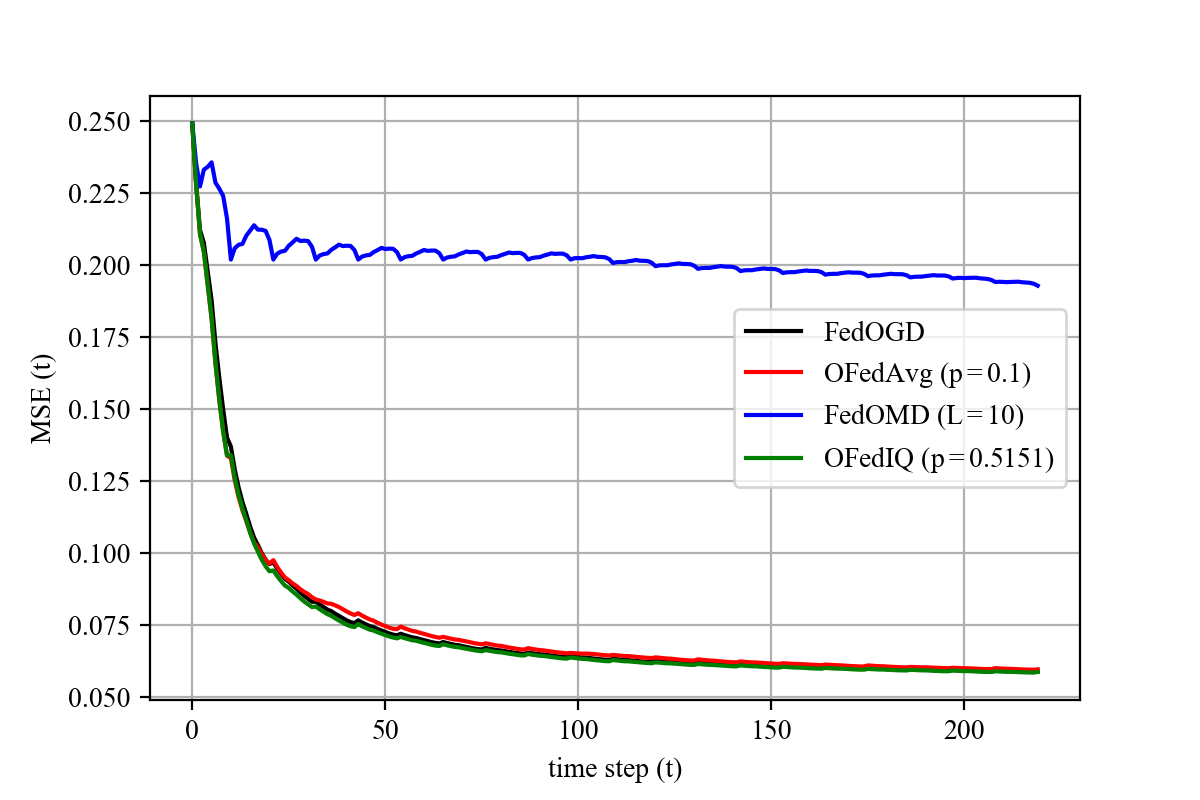 0.250
0.225
0.200
0.175
0.150
0.125
0.100
0.075
0.050
MSE (t)
FedOGD
OFedAvg (p = 0.1)
FedOMD (L = 10)
OFedIQ (p = 0.5151)
0 50 100 150 200
time step (t)